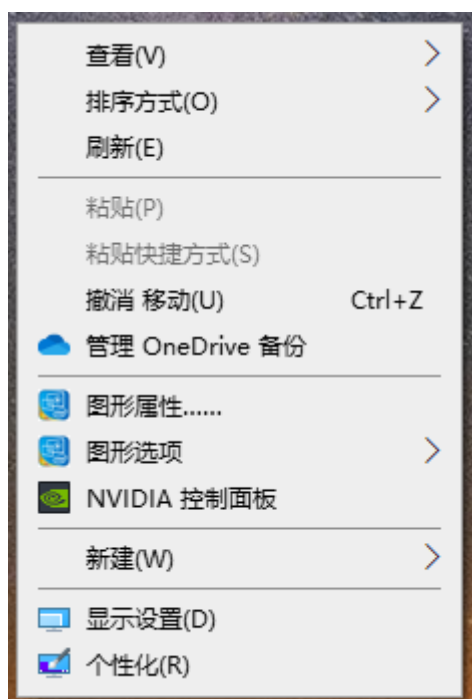 查看(V)
排序方式(O)
刷新(E)
粘贴(P)
粘贴快捷方式(S)
撤消 移动(U) Ctrl+Z
管理 OneDrive 备份
图形属性......
图形选项
NVIDIA 控制面板
新建(W)
显示设置(D)
个性化(R)